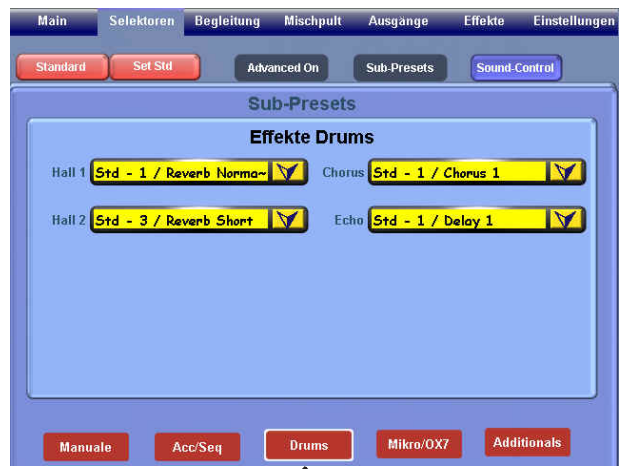 Main Selektoren Begleitung Mischpult Ausgänge Effekte Einstellungen
Standard Set Std Advanced On Sub-Presets Sound-Control
Sub-Presets
Effekte Drums
Hall 1 Std - 1 / Reverb Norma~ Chorus Std - 1 / Chorus 1
Hall 2 Std - 3 / Reverb Short Echo Std - 1 / Delay 1
Manuale Acc/Seq Drums Mikro/OX7 Additionals